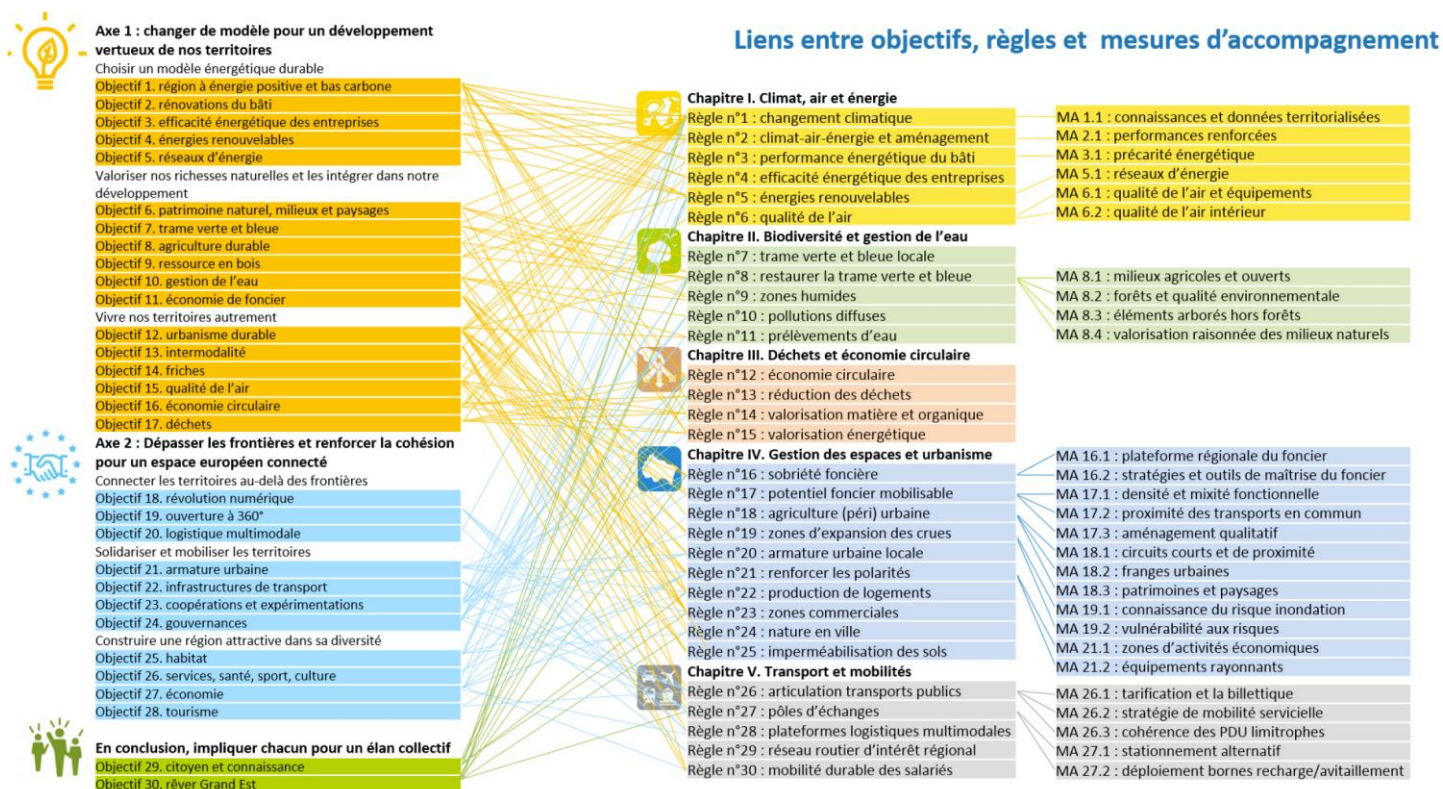 Liens entre objectifs, règles et mesures d’accompagnement
Axe 1 : changer de modèle pour un développement
vertueux de nos territoires
Choisir un modèle énergétique durable
Objectif 1. région à énergie positive et bas carbone
Objectif 2. rénovations du bâti
Objectif 3. efficacité énergétique des entreprises
Objectif 4. énergies renouvelables
Objectif 5. réseaux d’énergie
Valoriser nos richesses naturelles et les intégrer dans notre
développement
Objectif 6. patrimoine naturel, milieux et paysages
Objectif 7. trame verte et bleue
Objectif 8. agriculture durable
Objectif 9. ressource en bois
Objectif 10. gestion de l’eau
Objectif 11. économie de foncier
Vivre nos territoires autrement
Objectif 12. urbanisme durable
Objectif 13. intermodalité
Objectif 14. friches
Objectif 15. qualité de l’air
Objectif 16. économie circulaire
Objectif 17. déchets
Axe 2 : Dépasser les frontières et renforcer la cohésion
pour un espace européen connecté
Connecter les territoires au-delà des frontières
Objectif 18. révolution numérique
Objectif 19. ouverture à 360°
Objectif 20. logistique multimodale
Solidariser et mobiliser les territoires
Objectif 21. armature urbaine
Objectif 22. infrastructures de transport
Objectif 23. coopérations et expérimentations
Objectif 24. gouvernances
Construire une région attractive dans sa diversité
Objectif 25. habitat
Objectif 26. services, santé, sport, culture
Objectif 27. économie
Objectif 28. tourisme
En conclusion, impliquer chacun pour un élan collectif
Objectif 29. citoyen et connaissance
Objectif 30. rêver Grand Est
Chapitre I. Climat, air et énergie
Règle n°1 : changement climatique
Règle n°2 : climat-air-énergie et aménagement
Règle n°3 : performance énergétique du bâti
Règle n°4 : efficacité énergétique des entreprises
Règle n°5 : énergies renouvelables
Règle n°6 : qualité de l’air
Chapitre II. Biodiversité et gestion de l’eau
Règle n°7 : trame verte et bleue locale
Règle n°8 : restaurer la trame verte et bleue
Règle n°9 : zones humides
Règle n°10 : pollutions diffuses
Règle n°11 : prélèvements d’eau
Chapitre III. Déchets et économie circulaire
Règle n°12 : économie circulaire
Règle n°13 : réduction des déchets
Règle n°14 : valorisation matière et organique
Règle n°15 : valorisation énergétique
Chapitre IV. Gestion des espaces et urbanisme
Règle n°16 : sobriété foncière
Règle n°17 : potentiel foncier mobilisable
Règle n°18 : agriculture (péri) urbaine
Règle n°19 : zones d’expansion des crues
Règle n°20 : armature urbaine locale
Règle n°21 : renforcer les polarités
Règle n°22 : production de logements
Règle n°23 : zones commerciales
Règle n°24 : nature en ville
Règle n°25 : imperméabilisation des sols
Chapitre V. Transport et mobilités
Règle n°26 : articulation transports publics
Règle n°27 : pôles d’échanges
Règle n°28 : plateformes logistiques multimodales
Règle n°29 : réseau routier d’intérêt régional
Règle n°30 : mobilité durable des salariés
MA 1.1 : connaissances et données territorialisées
MA 2.1 : performances renforcées
MA 3.1 : précarité énergétique
MA 5.1 : réseaux d’énergie
MA 6.1 : qualité de l’air et équipements
MA 6.2 : qualité de l’air intérieur
MA 8.1 : milieux agricoles et ouverts
MA 8.2 : forêts et qualité environnementale
MA 8.3 : éléments arborés hors forêts
MA 8.4 : valorisation raisonnée des milieux naturels
MA 16.1 : plateforme régionale du foncier
MA 16.2 : stratégies et outils de maîtrise du foncier
MA 17.1 : densité et mixité fonctionnelle
MA 17.2 : proximité des transports en commun
MA 17.3 : aménagement qualitatif
MA 18.1 : circuits courts et de proximité
MA 18.2 : franges urbaines
MA 18.3 : patrimoines et paysages
MA 19.1 : connaissance du risque inondation
MA 19.2 : vulnérabilité aux risques
MA 21.1 : zones d’activités économiques
MA 21.2 : équipements rayonnants
MA 26.1 : tarification et la billettique
MA 26.2 : stratégie de mobilité servicielle
MA 26.3 : cohérence des PDU limitrophes
MA 27.1 : stationnement alternatif
MA 27.2 : déploiement bornes recharge/avitaillement